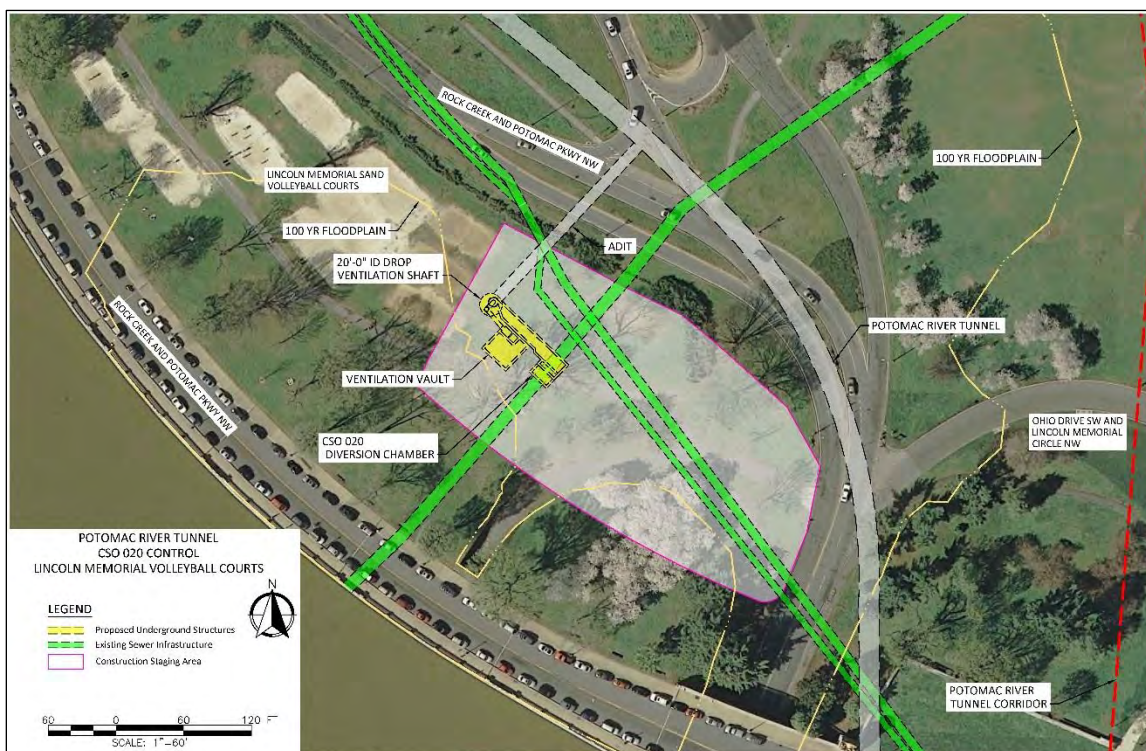 ROCK CREEK AND POTOMAC PKWY NW
100 YR FLOODPLAIN
LINCOLN MEMORIAL SAND
VOLLEYBALL COURTS
100 YR FLOODPLAIN
ADIT
20'-0" ID DROP
VENTILATION SHAFT
POTOMAC RIVER TUNNEL
ROCK CREEK AND POTOMAC PKWY NW
VENTILATION VAULT
OHIO DRIVE SW AND
LINCOLN MEMORIAL
CIRCLE NW
CSO 020
DIVERSION CHAMBER
POTOMAC RIVER
TUNNEL CORRIDOR
POTOMAC RIVER TUNNEL
CSO 020 CONTROL
LINCOLN MEMORIAL VOLLEYBALL COURTS
N
LEGEND
Proposed Underground Structures
Existing Sewer Infrastructure
Construction Staging Area
60 0 60 120 F
SCALE: 1"-60'